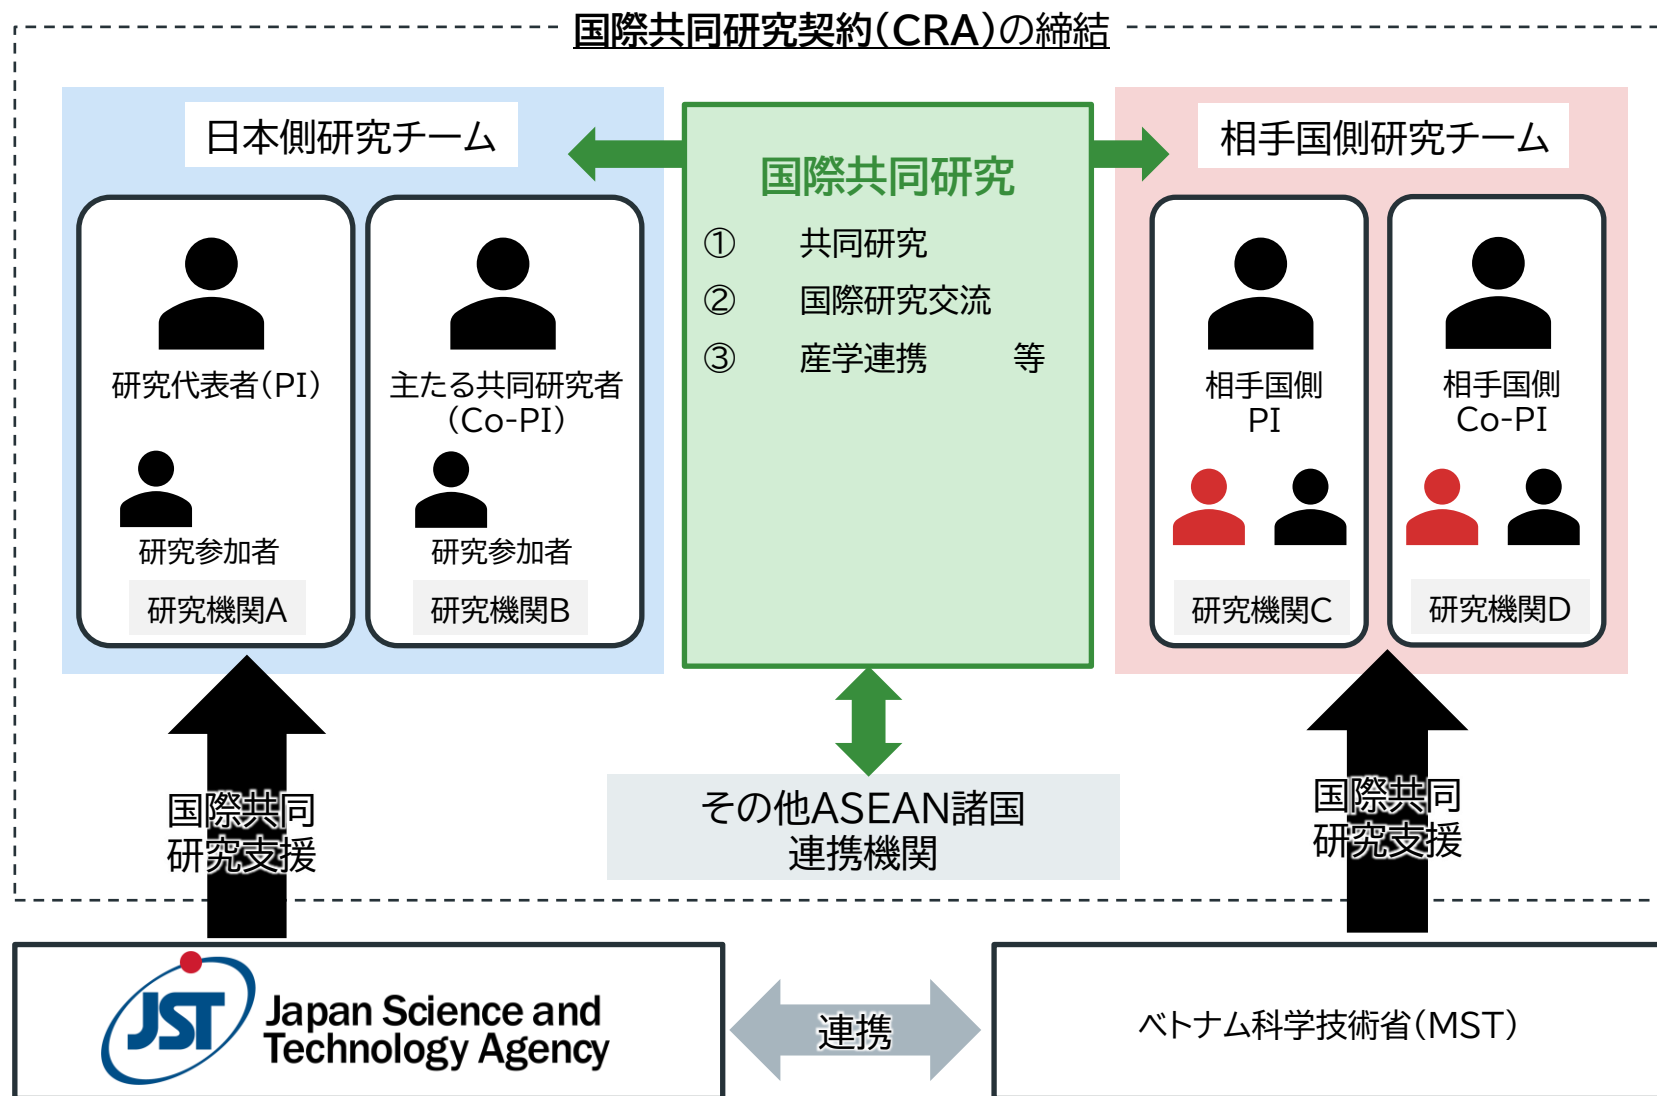 国際共同研究契約(CRA)の締結
日本側研究チーム
研究代表者(PI)
研究参加者
研究機関A
主たる共同研究者
(Co-PI)
研究参加者
研究機関B
国際共同研究
① 共同研究
② 国際研究交流
③ 産学連携 等
相手国側研究チーム
相手国側
PI
研究機関C
相手国側
Co-PI
研究機関D
その他ASEAN諸国
連携機関
国際共同
研究支援
国際共同
研究支援
JST
Japan Science and
Technology Agency
連携
ベトナム科学技術省(MST)